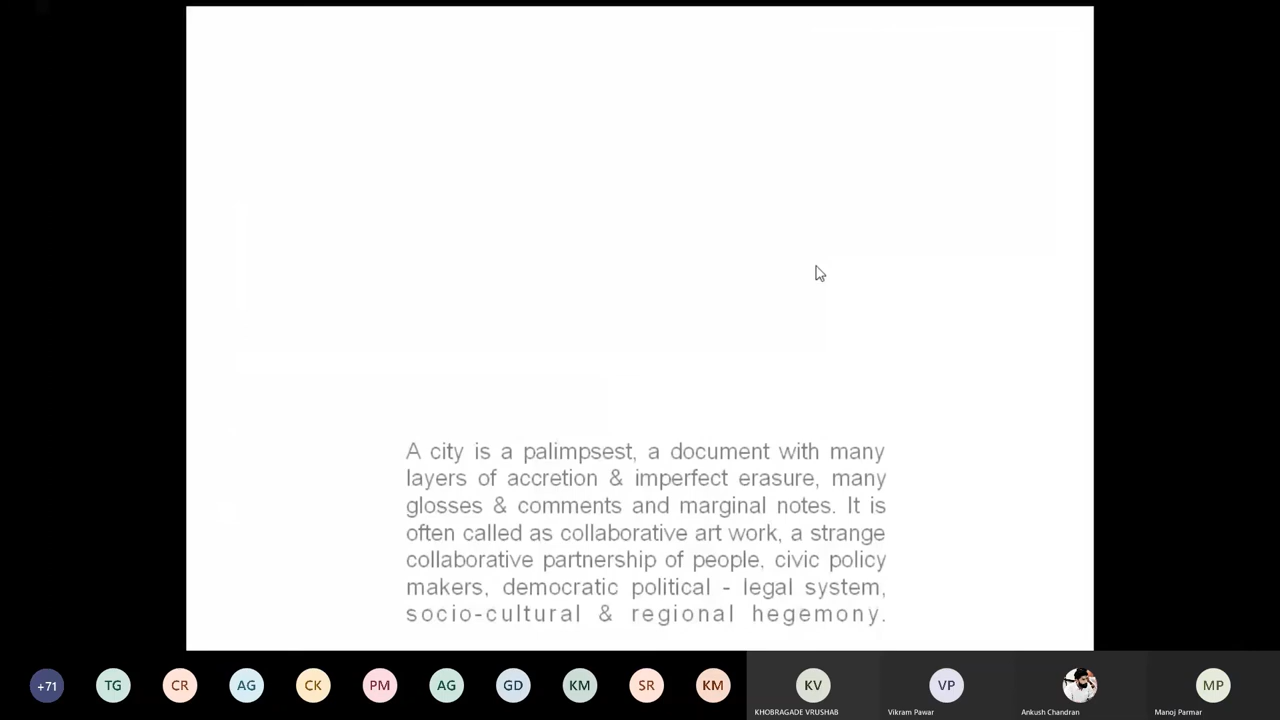 A city is a palimpsest, a document with many
layers of accretion & imperfect erasure, many
glosses & comments and marginal notes. It is
often called as collaborative art work, a strange
collaborative partnership of people, civic policy
makers, democratic political - legal system,
socio-cultural & regional hegemony.
+71 TG CR AG CK PM AG GD KM SR KM KV VP MP
KHOBRAGADE VRUSHAB Vikram Pawar Ankush Chandran Manoj Parmar